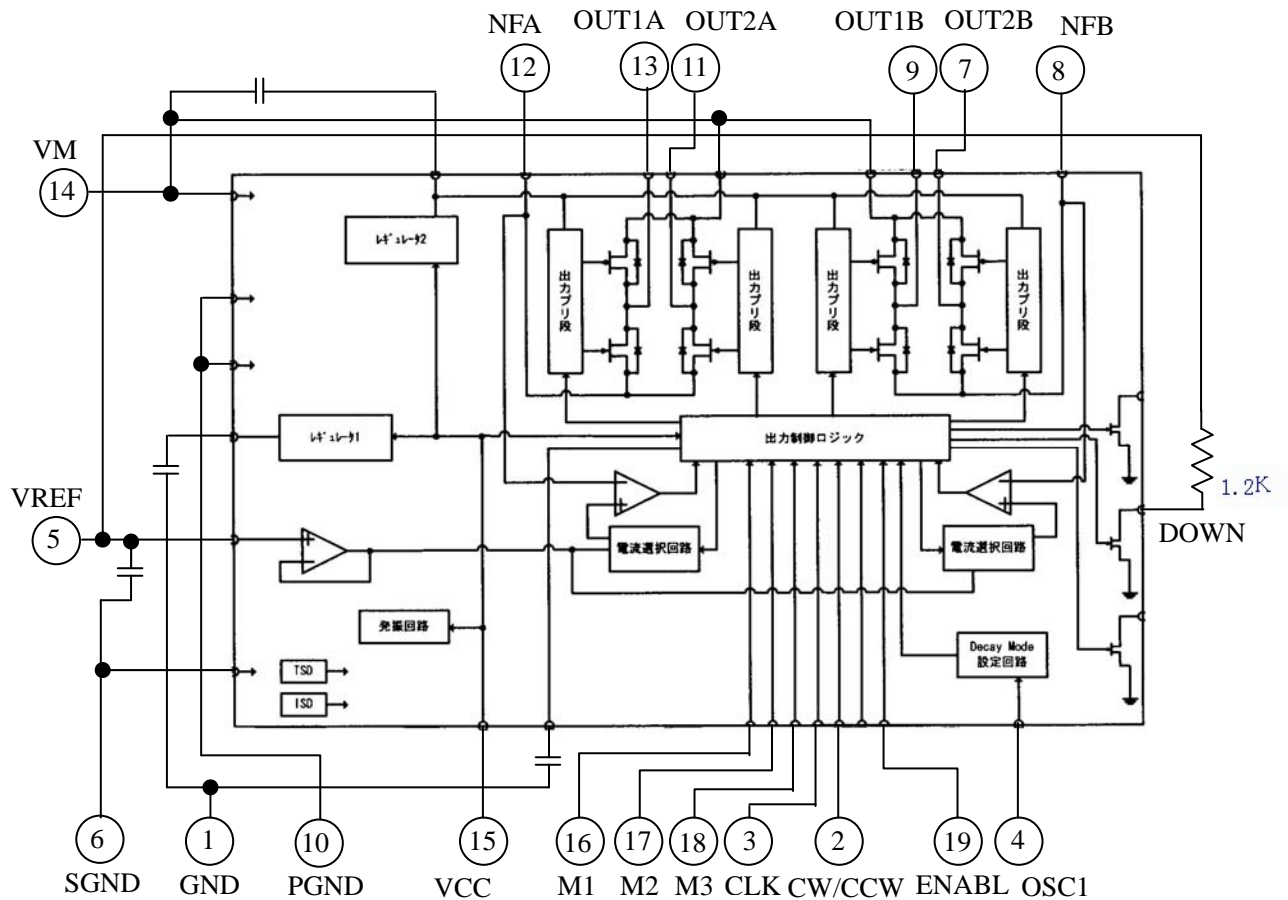 NFA OUT1A OUT2A OUT1B OUT2B NFB
12 13 11 9 7 8
VM
14
ﾚｷﾞｭﾚｰﾀ2
出力プリ段
出力プリ段
出力プリ段
出力プリ段
ﾚｷﾞｭﾚｰﾀ1
出力制御ロジック
1.2K
VREF
5
DOWN
電流選択回路
電流選択回路
発振回路
Decay Mode
設定回路
TSD
ISD
6 1 10 15 16 17 18 3 2 19 4
SGND GND PGND VCC M1 M2 M3 CLK CW/CCW ENABL OSC1